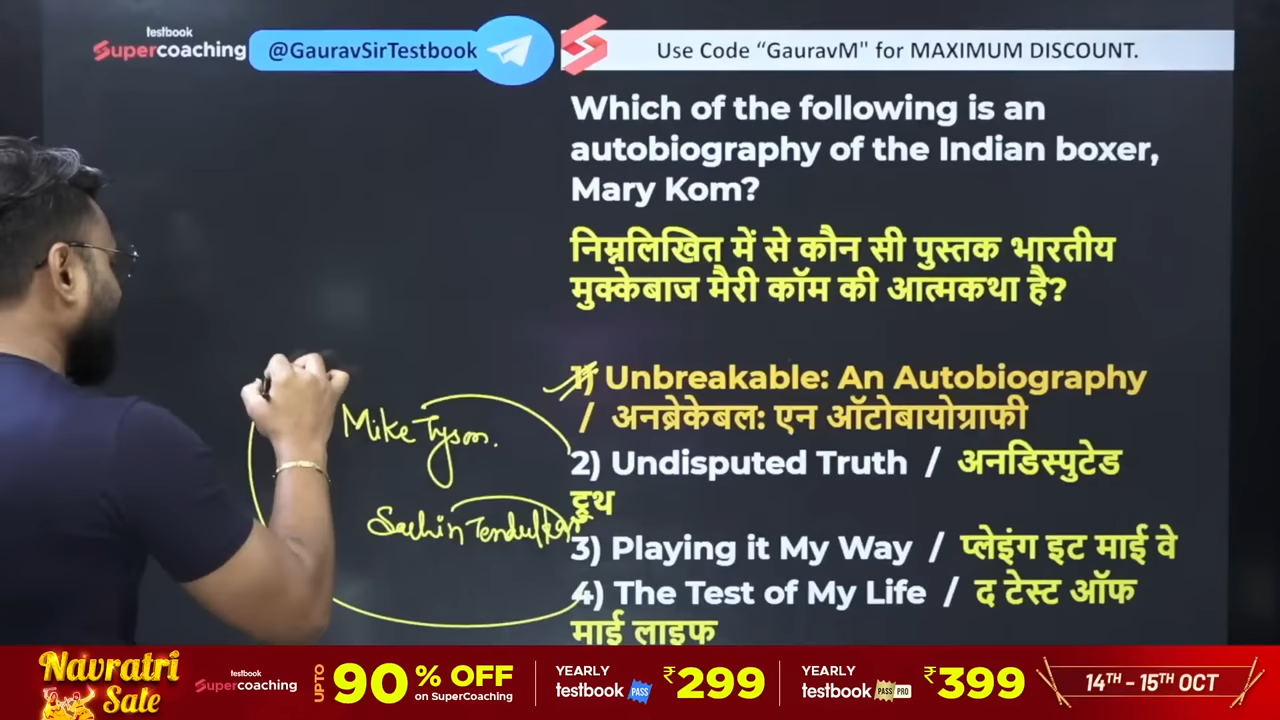 testbook
Supercoaching
@GauravSirTestbook
Use Code “GauravM" for MAXIMUM DISCOUNT.
Which of the following is an
autobiography of the Indian boxer,
Mary Kom?
निम्नलिखित में से कौन सी पुस्तक भारतीय
मुक्केबाज मैरी कॉम की आत्मकथा है?
1) Unbreakable: An Autobiography
/ अनब्रेकेबल: एन ऑटोबायोग्राफी
Mike Tyson.
2) Undisputed Truth / अनडिस्पुटेड
ट्रूथ
Sachin Tendulkar
3) Playing it My Way / प्लेइंग इट माई वे
4) The Test of My Life / द टेस्ट ऑफ
माई लाइफ
Navratri
Sale
testbook
Supercoaching
UPTO 90% OFF
on SuperCoaching
YEARLY
testbook PASS
₹299
YEARLY
testbook PASS PRO
₹399
14TH - 15TH OCT